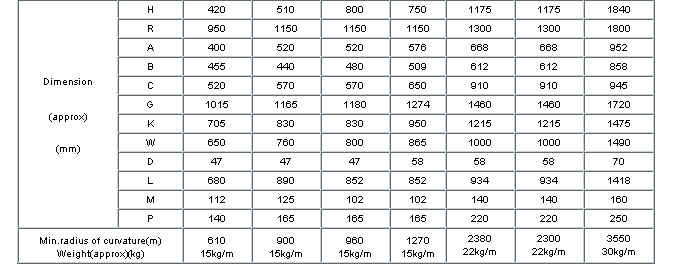 H 420 510 800 750 1175 1175 1840
R 950 1150 1150 1150 1300 1300 1800
A 400 520 520 576 668 668 952
B 455 440 480 509 612 612 858
Dimension C 520 570 570 650 910 910 945
G 1015 1165 1180 1274 1460 1460 1720
(approx) K 705 830 830 950 1215 1215 1475
(mm) W 650 760 800 865 1000 1000 1490
D 47 47 47 58 58 58 70
L 680 890 852 852 934 934 1418
M 112 125 102 102 140 140 160
P 140 165 165 165 220 220 250
Min.radius of curvature(m) 610 900 960 1270 2380 2300 3550
Weight(approx)(kg) 15kg/m 15kg/m 15kg/m 15kg/m 22kg/m 22kg/m 30kg/m